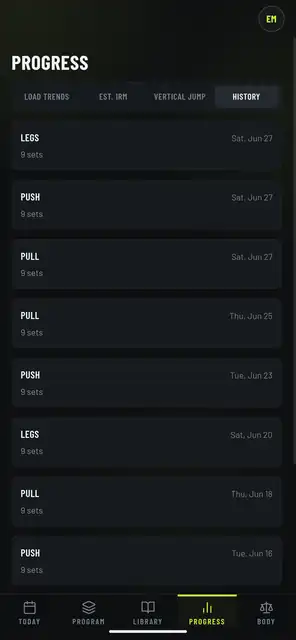 EM
PROGRESS
LOAD TRENDS EST. 1RM VERTICAL JUMP HISTORY
LEGS Sat, Jun 27
9 sets
PUSH Sat, Jun 27
9 sets
PULL Sat, Jun 27
9 sets
PULL Thu, Jun 25
9 sets
PUSH Tue, Jun 23
9 sets
LEGS Sat, Jun 20
9 sets
PULL Thu, Jun 18
9 sets
PUSH Tue, Jun 16
9 sets
TODAY PROGRAM LIBRARY PROGRESS BODY